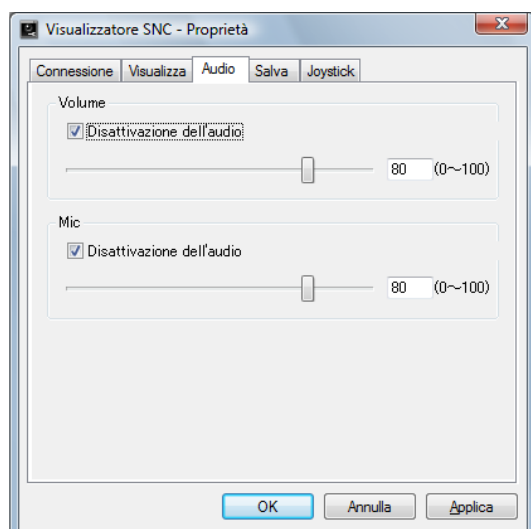 Visualizzatore SNC - Proprietà
Connessione Visualizza Audio Salva Joystick
Volume
Disattivazione dell'audio
80 (0～100)
Mic
Disattivazione dell'audio
80 (0～100)
OK Annulla Applica